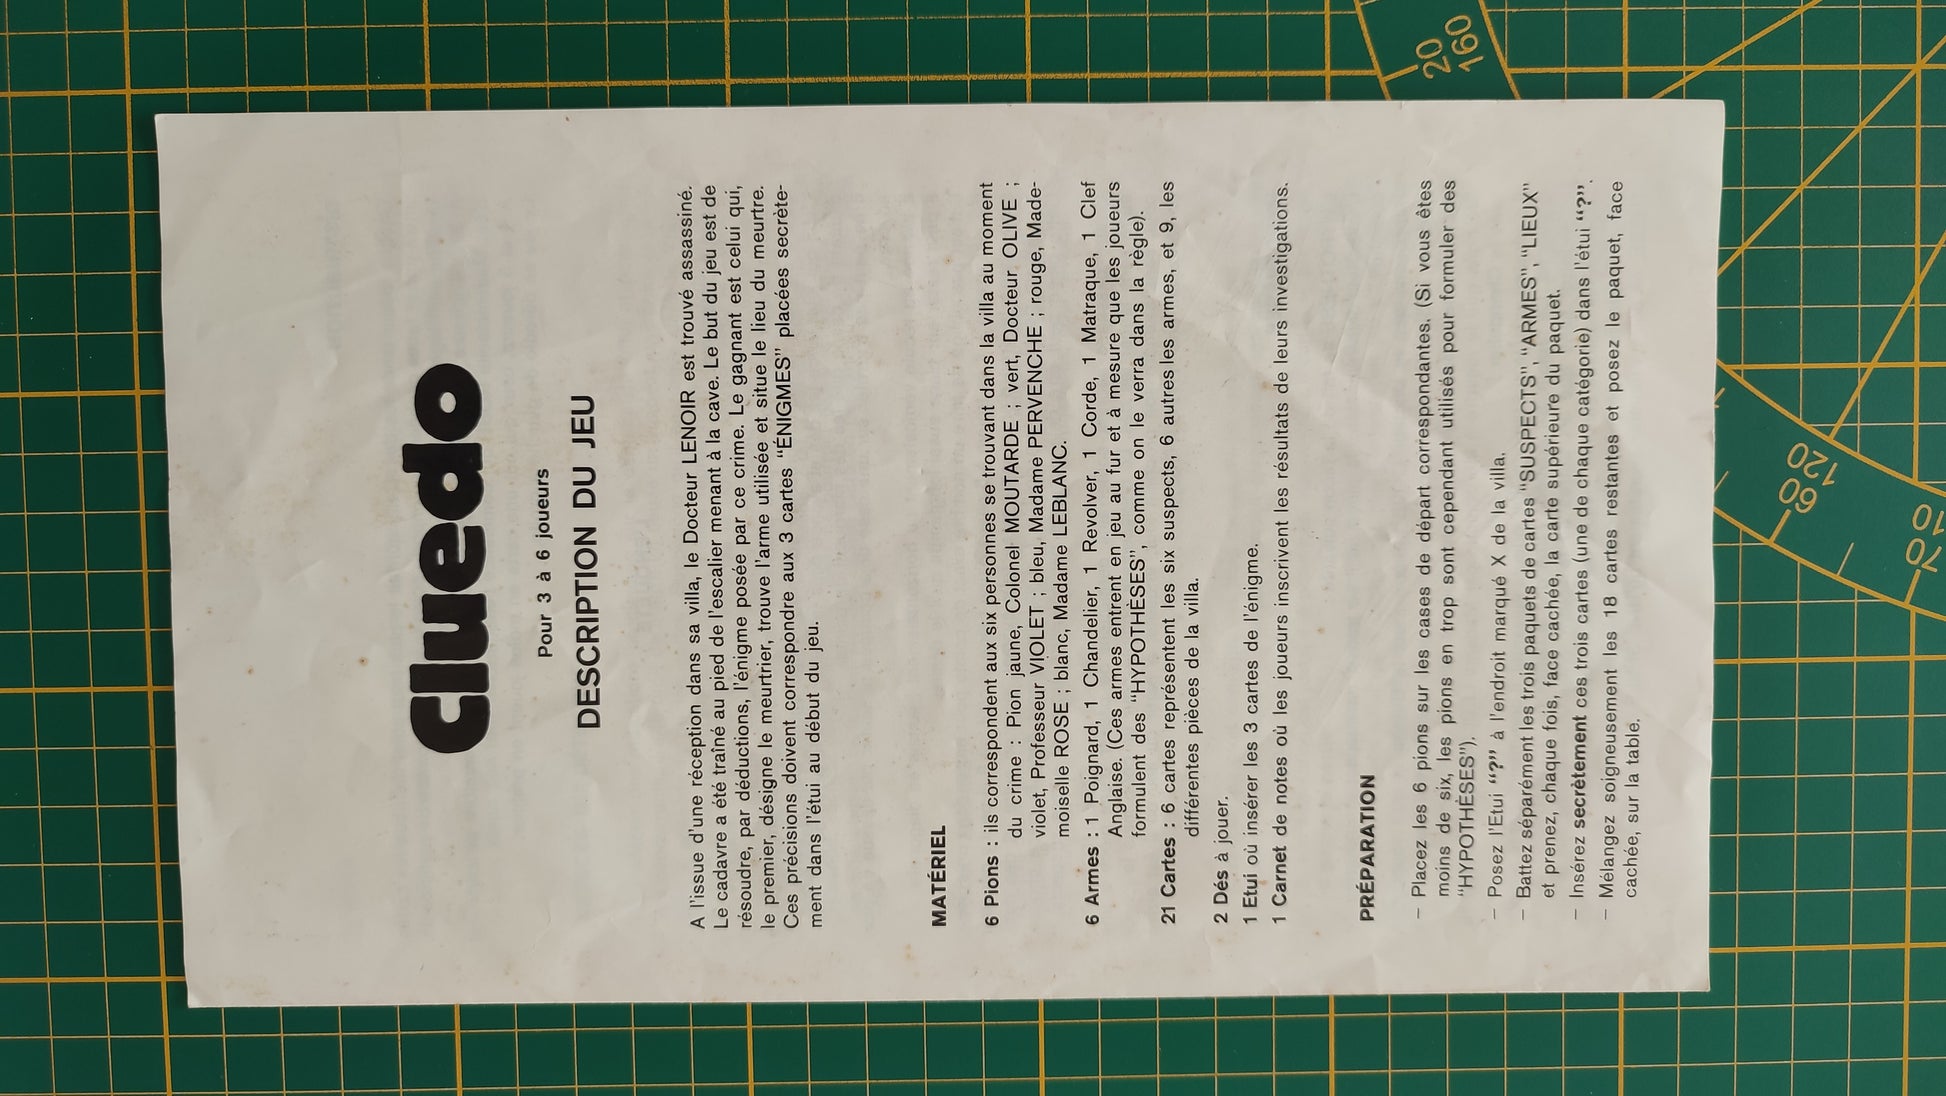 Cluedo
Pour 3 à 6 joueurs
DESCRIPTION DU JEU
A l'issue d'une réception dans sa villa, le Docteur LENOIR est trouvé assassiné.
Le cadavre a été traîné au pied de l'escalier menant à la cave. Le but du jeu est de
résoudre, par déductions, l'énigme posée par ce crime. Le gagnant est celui qui,
le premier, désigne le meurtrier, trouve l'arme utilisée et situe le lieu du meurtre.
Ces précisions doivent correspondre aux 3 cartes “ÉNIGMES” placées secrète-
ment dans l'étui au début du jeu.
MATÉRIEL
6 Pions : ils correspondent aux six personnes se trouvant dans la villa au moment
du crime : Pion jaune, Colonel MOUTARDE ; vert, Docteur OLIVE ;
violet, Professeur VIOLET ; bleu, Madame PERVENCHE ; rouge, Made-
moiselle ROSE ; blanc, Madame LEBLANC.
6 Armes : 1 Poignard, 1 Chandelier, 1 Revolver, 1 Corde, 1 Matraque, 1 Clef
Anglaise. (Ces armes entrent en jeu au fur et à mesure que les joueurs
formulent des “HYPOTHÈSES”, comme on le verra dans la règle).
21 Cartes : 6 cartes représentent les six suspects, 6 autres les armes, et 9, les
différentes pièces de la villa.
2 Dés à jouer.
1 Etui où insérer les 3 cartes de l'énigme.
1 Carnet de notes où les joueurs inscrivent les résultats de leurs investigations.
PRÉPARATION
– Placez les 6 pions sur les cases de départ correspondantes. (Si vous êtes
moins de six, les pions en trop sont cependant utilisés pour formuler des
“HYPOTHÈSES”).
– Posez l'Etui “?” à l'endroit marqué X de la villa.
– Battez séparément les trois paquets de cartes “SUSPECTS”, “ARMES”, “LIEUX”
et prenez, chaque fois, face cachée, la carte supérieure du paquet.
– Insérez secrètement ces trois cartes (une de chaque catégorie) dans l'étui “?”.
– Mélangez soigneusement les 18 cartes restantes et posez le paquet, face
cachée, sur la table.
20
160
60
120
70